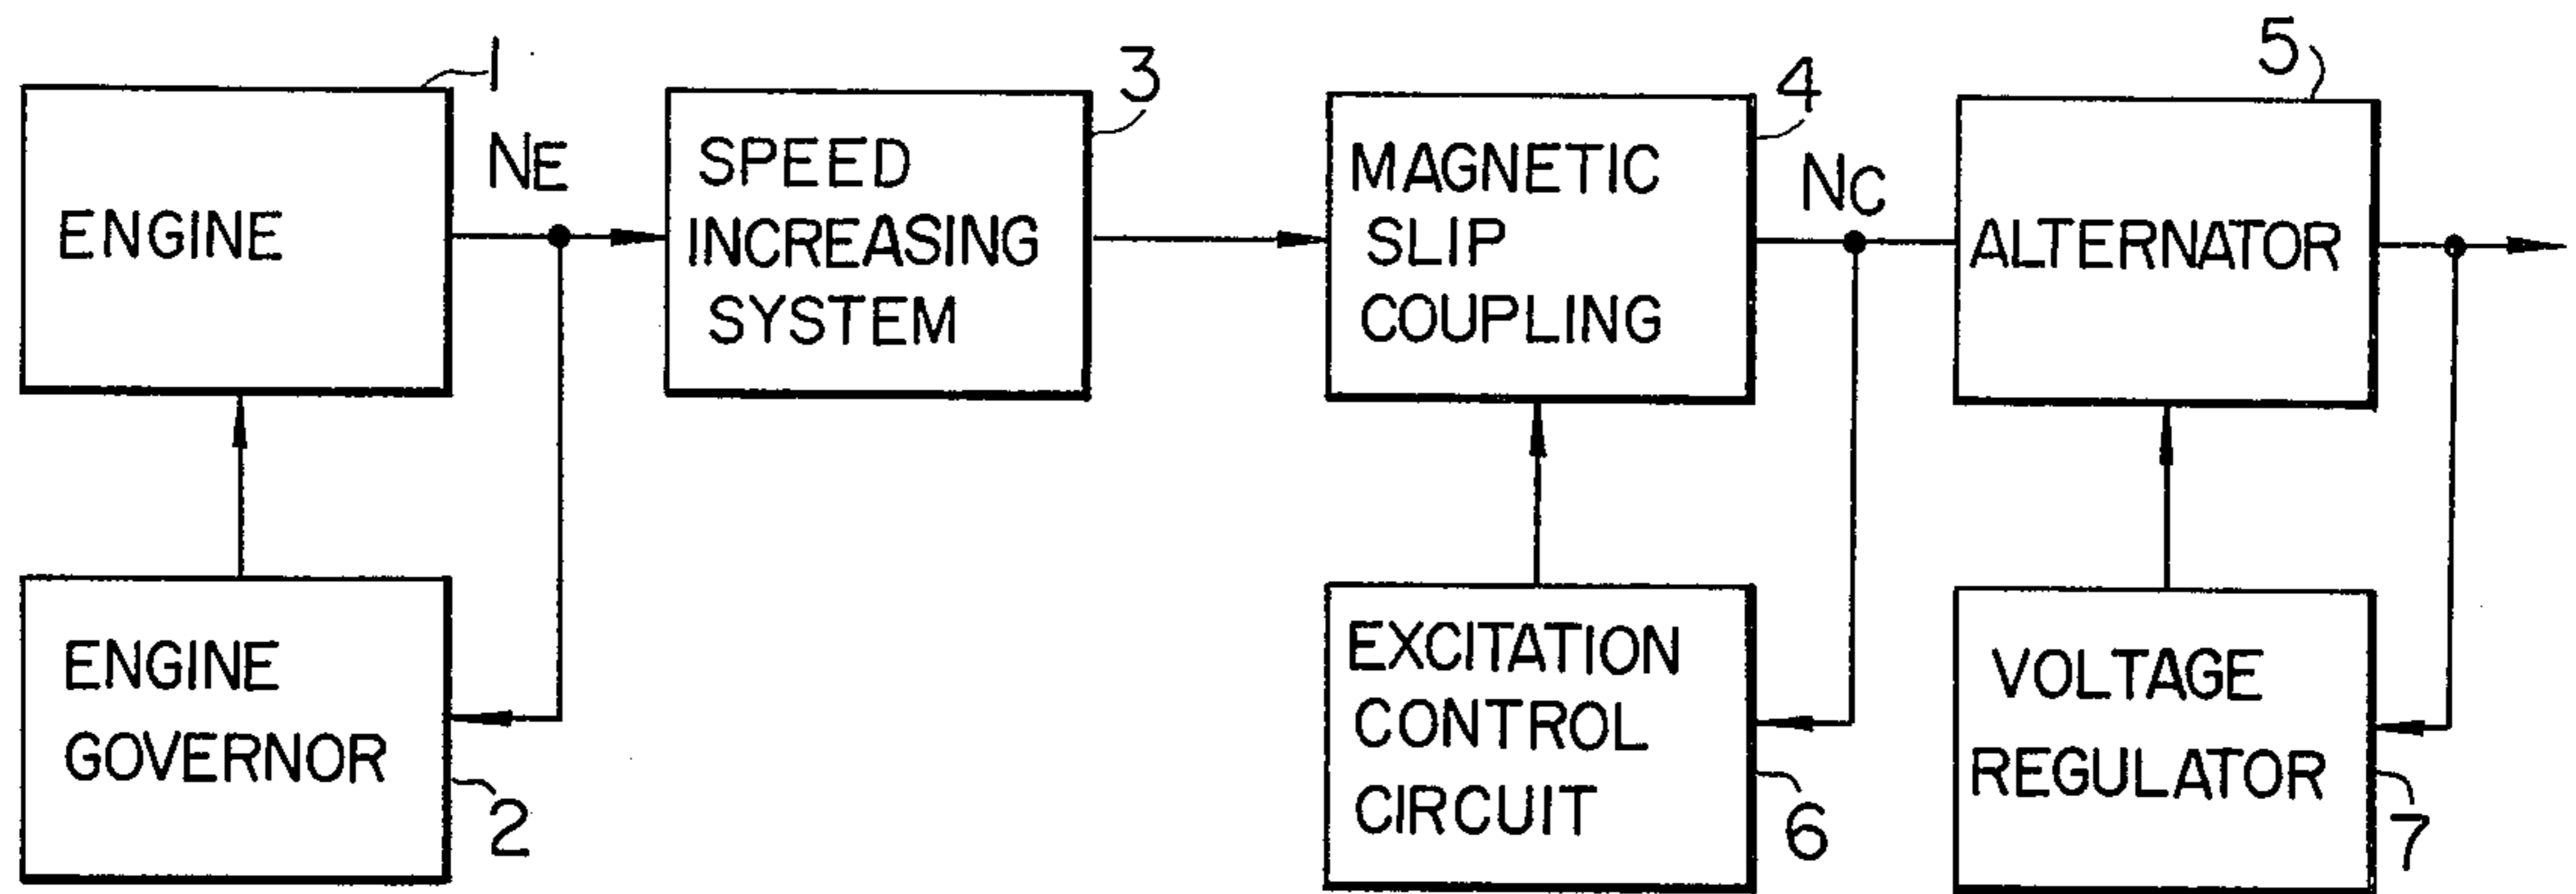 1
NE
ENGINE
3
SPEED
INCREASING
SYSTEM
4
MAGNETIC
SLIP
COUPLING
NC
5
ALTERNATOR
ENGINE
GOVERNOR
2
EXCITATION
CONTROL
CIRCUIT
6
VOLTAGE
REGULATOR
7